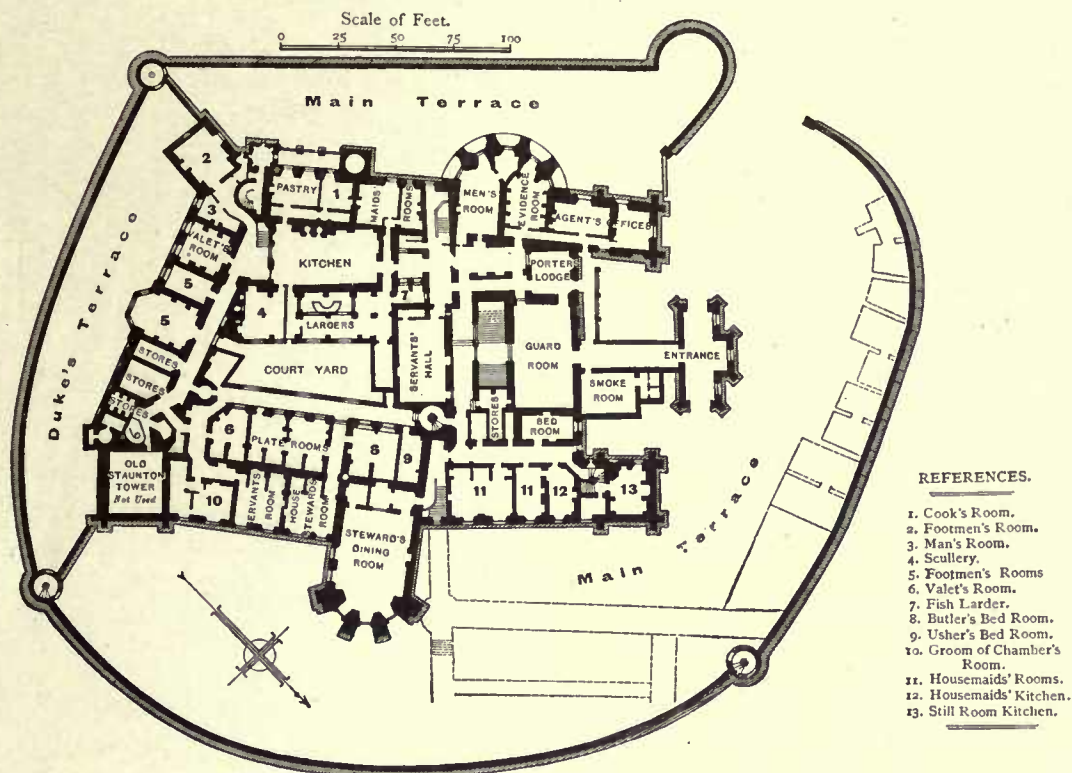 Scale of Feet.
0 25 50 75 100
Main Terrace
2
PASTRY
1
MAIDS'
ROOMS
MEN'S
ROOM
EVIDENCE
ROOM
AGENT'S OFFICES
3
VALET'S
ROOM
KITCHEN
PORTER
LODGE
5
7
4
LARDERS
5
SERVANTS'
HALL
GUARD
ROOM
ENTRANCE
STORES
COURT YARD
STORES
SMOKE
ROOM
STORES
STORES
BED
ROOM
Duke's Terrace
6
6
PLATE ROOMS
8
9
OLD
STAUNTON
TOWER
Not Used
10
SERVANTS
ROOM
HOUSE
STEWARDS
ROOM
11
11
12
13
STEWARD'S
DINING
ROOM
Main Terrace
REFERENCES.
1. Cook's Room.
2. Footmen's Room.
3. Man's Room.
4. Scullery.
5. Footmen's Rooms
6. Valet's Room.
7. Fish Larder.
8. Butler's Bed Room.
9. Usher's Bed Room.
10. Groom of Chamber's
Room.
11. Housemaids' Rooms.
12. Housemaids' Kitchen.
13. Still Room Kitchen.